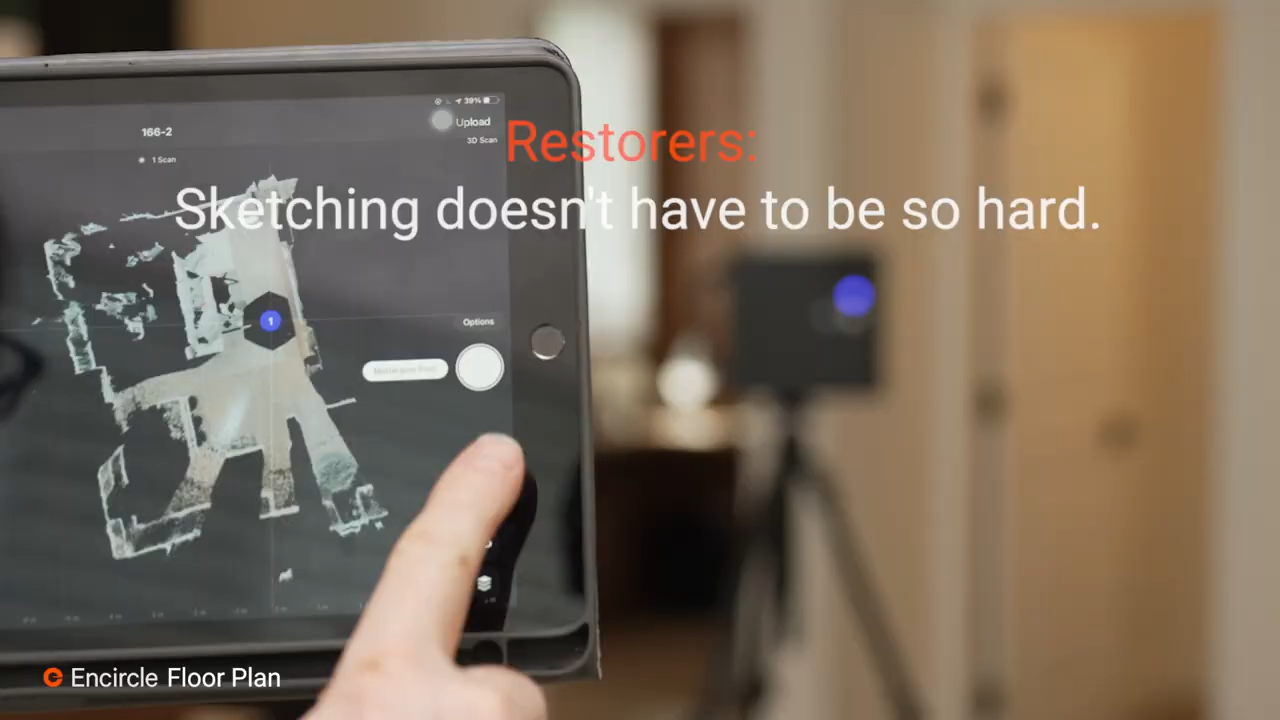 39%
166-2
Upload
3D Scan
1 Scan
Restorers:
Sketching doesn't have to be so hard.
1
Options
Encircle Floor Plan